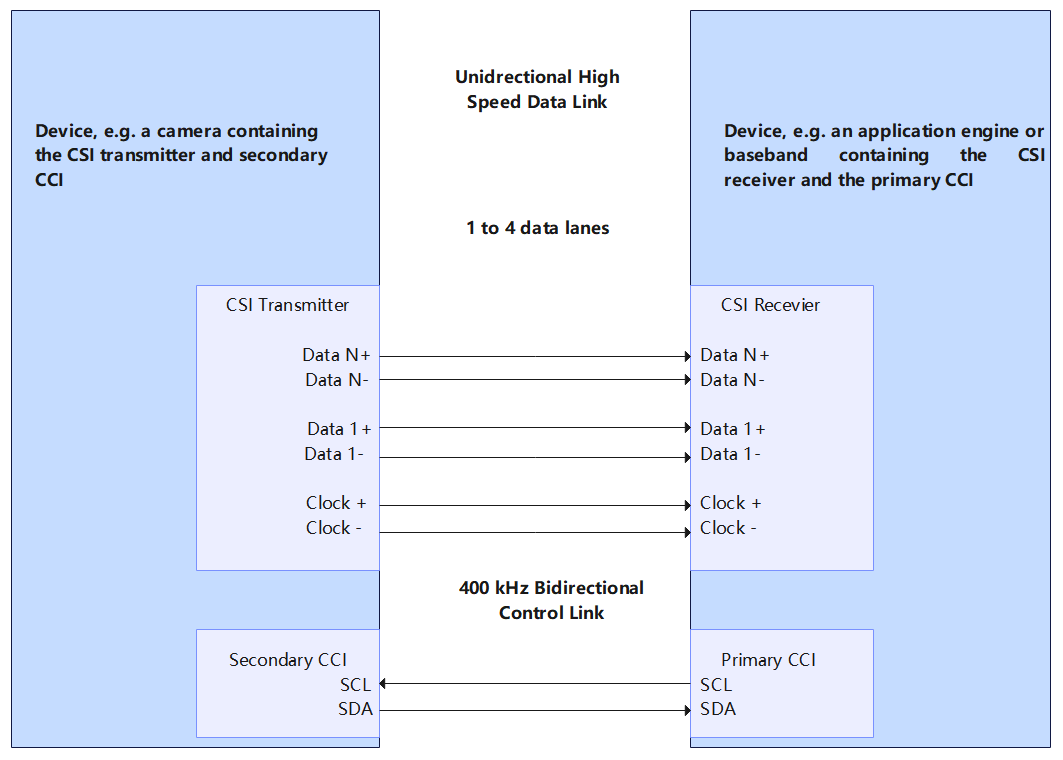 Unidrectional High
Speed Data Link
Device, e.g. a camera containing
the CSI transmitter and secondary
CCI
Device, e.g. an application engine or
baseband containing the CSI
receiver and the primary CCI
1 to 4 data lanes
CSI Transmitter
Data N+
Data N-
Data 1+
Data 1-
Clock +
Clock -
CSI Recevier
Data N+
Data N-
Data 1+
Data 1-
Clock +
Clock -
400 kHz Bidirectional
Control Link
Secondary CCI
SCL
SDA
Primary CCI
SCL
SDA